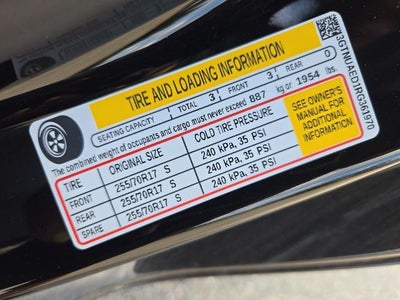 TIRE AND LOADING INFORMATION
SEATING CAPACITY TOTAL 3 FRONT 3 REAR 0
The combined weight of occupants and cargo must never exceed 887 kg or 1954 lbs.
TIRE ORIGINAL SIZE COLD TIRE PRESSURE
FRONT 255/70R17 S 240 kPa, 35 PSI
REAR 255/70R17 S 240 kPa, 35 PSI
SPARE 255/70R17 S 240 kPa, 35 PSI
SEE OWNER'S
MANUAL FOR
ADDITIONAL
INFORMATION
3GTNUAED1RG361970